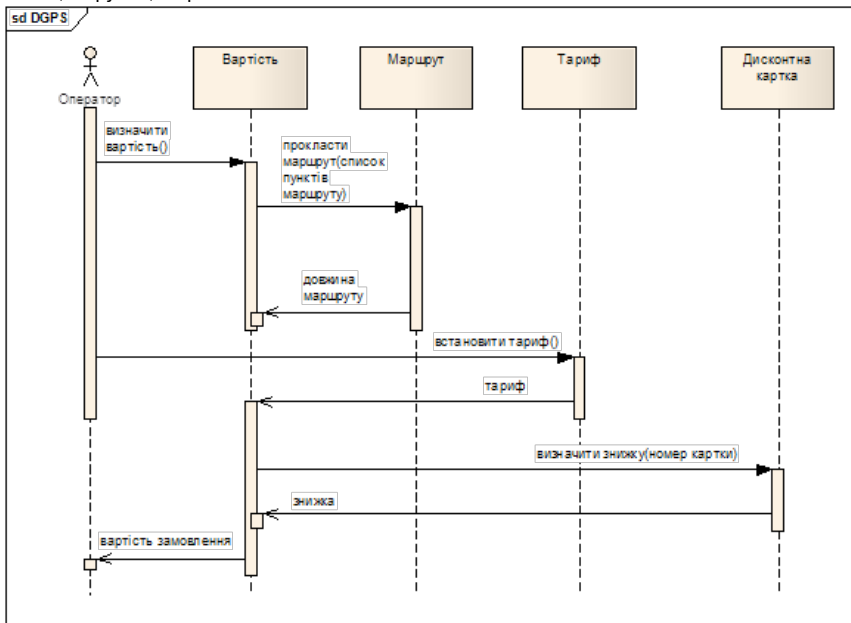 sd DGPS
Оператор
Вартість
Маршрут
Тариф
Дисконтна
картка
визначити
вартість()
прокласти
маршрут(список
пунктів
маршруту)
довжина
маршруту
встановити тариф()
тариф
визначити знижку(номер картки)
знижка
вартість замовлення